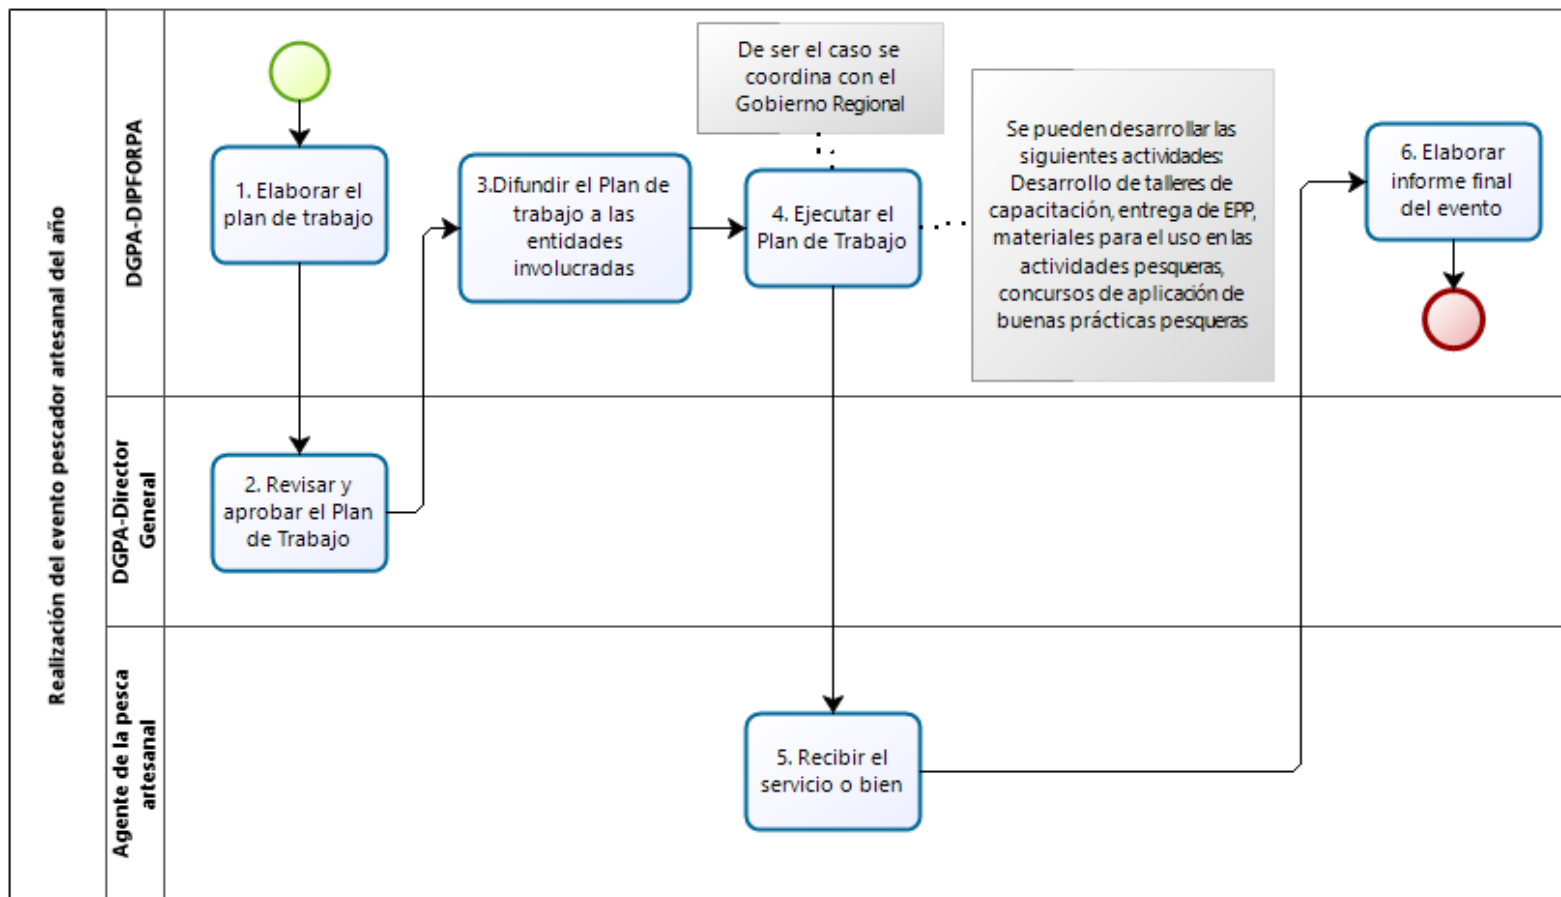 Realización del evento pescador artesanal del año
DGPA-DIPFORPA
1. Elaborar el
plan de trabajo
3.Difundir el Plan de
trabajo a las
entidades
involucradas
De ser el caso se
coordina con el
Gobierno Regional
4. Ejecutar el
Plan de Trabajo
Se pueden desarrollar las
siguientes actividades:
Desarrollo de talleres de
capacitación, entrega de EPP,
materiales para el uso en las
actividades pesqueras,
concursos de aplicación de
buenas prácticas pesqueras
6. Elaborar
informe final
del evento
DGPA-Director
General
2. Revisar y
aprobar el Plan
de Trabajo
Agente de la pesca
artesanal
5. Recibir el
servicio o bien